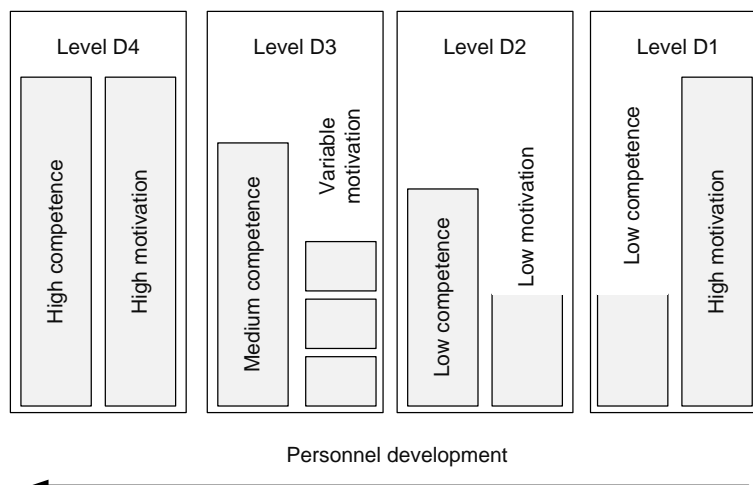 Level D4
Level D3
Level D2
Level D1
High competence
High motivation
Medium competence
Variable
motivation
Low competence
Low motivation
Low competence
High motivation
Personnel development